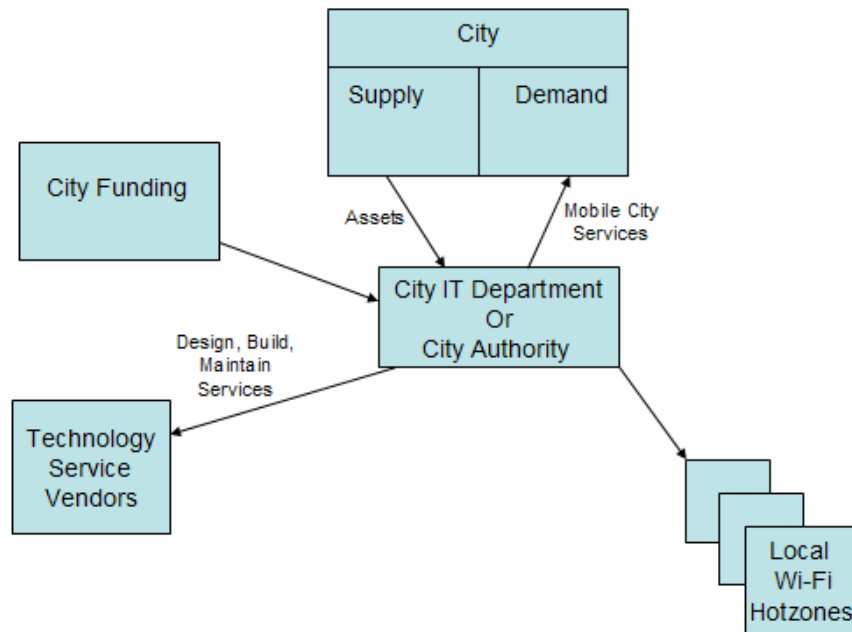 City
Supply
Demand
City Funding
Assets
Mobile City
Services
City IT Department
Or
City Authority
Design, Build,
Maintain
Services
Technology
Service
Vendors
Local
Wi-Fi
Hotzones